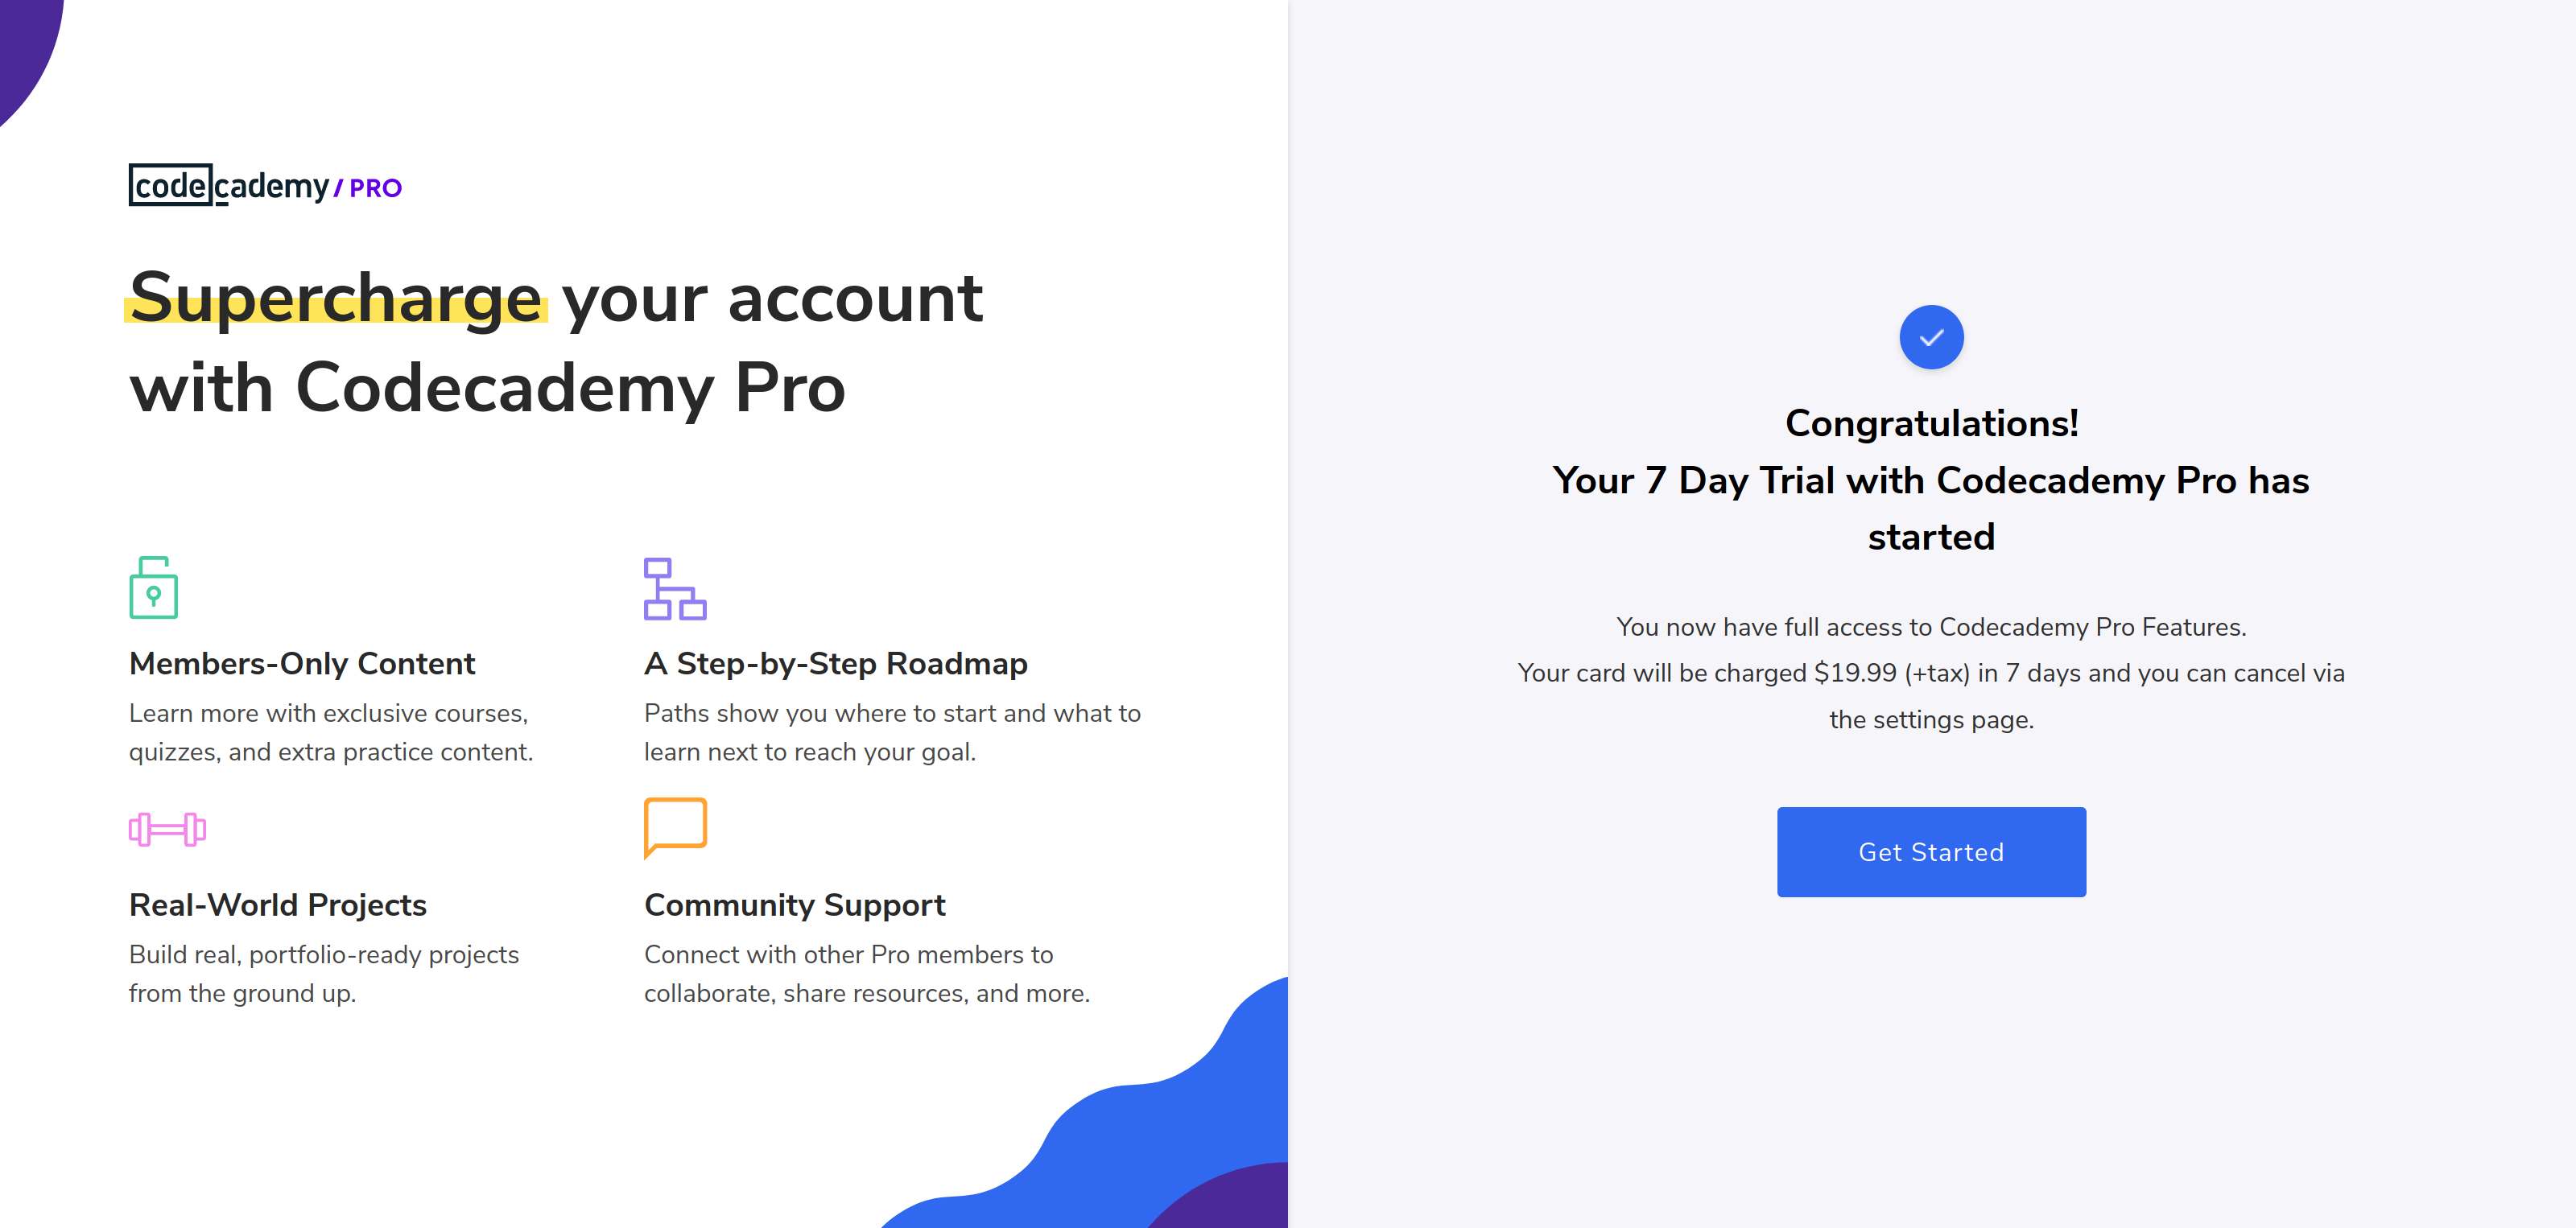 codecademy / PRO
Supercharge your account
with Codecademy Pro
Members-Only Content
Learn more with exclusive courses,
quizzes, and extra practice content.
A Step-by-Step Roadmap
Paths show you where to start and what to
learn next to reach your goal.
Real-World Projects
Build real, portfolio-ready projects
from the ground up.
Community Support
Connect with other Pro members to
collaborate, share resources, and more.
Congratulations!
Your 7 Day Trial with Codecademy Pro has
started
You now have full access to Codecademy Pro Features.
Your card will be charged $19.99 (+tax) in 7 days and you can cancel via
the settings page.
Get Started